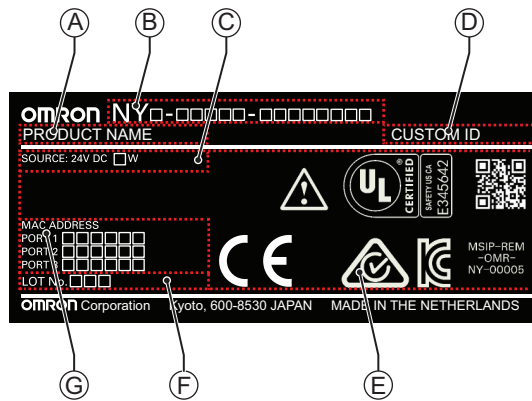 A B C D
OMRON NY□-□□□□□-□□□□□□□□
PRODUCT NAME CUSTOM ID
SOURCE: 24V DC □W
UL ® CERTIFIED SAFETY US CA E345642
MAC ADDRESS
PORT 1 □□□□□□
PORT 2 □□□□□□
PORT 3 □□□□□□
CE
MSIP-REM
-OMR-
NY-00005
LOT No. □□□
OMRON Corporation Kyoto, 600-8530 JAPAN MADE IN THE NETHERLANDS
G F E